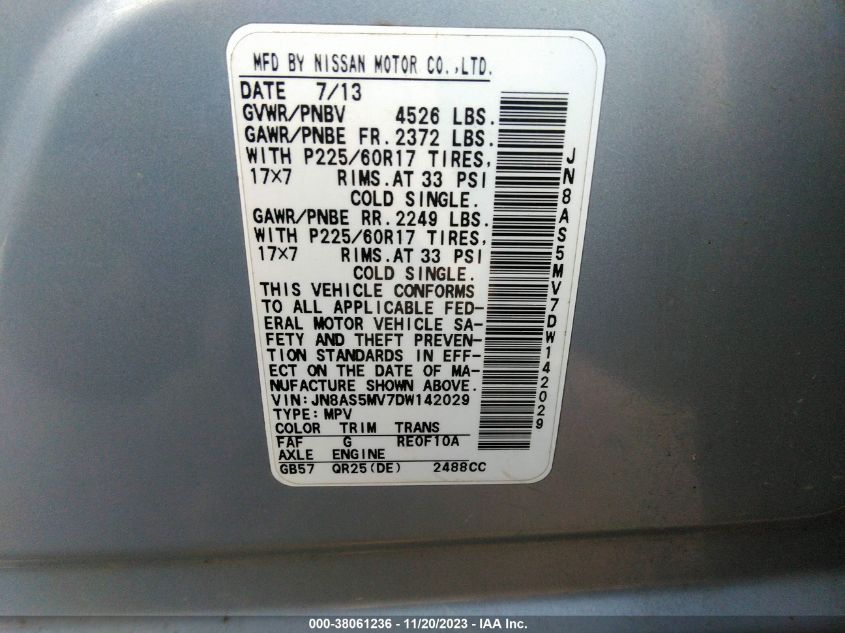 MFD BY NISSAN MOTOR CO.,LTD.
DATE 7/13
GVWR/PNBV 4526 LBS.
GAWR/PNBE FR. 2372 LBS.
WITH P225/60R17 TIRES,
17×7 RIMS. AT 33 PSI
COLD SINGLE.
GAWR/PNBE RR. 2249 LBS.
WITH P225/60R17 TIRES,
17×7 RIMS. AT 33 PSI
COLD SINGLE.
THIS VEHICLE CONFORMS
TO ALL APPLICABLE FED-
ERAL MOTOR VEHICLE SA-
FETY AND THEFT PREVEN-
TION STANDARDS IN EFF-
ECT ON THE DATE OF MA-
NUFACTURE SHOWN ABOVE.
VIN: JN8AS5MV7DW142029
TYPE: MPV
COLOR TRIM TRANS
FAF G RE0F10A
AXLE ENGINE
GB57 QR25(DE) 2488CC
JN8AS5MV7DW142029
000-38061236 - 11/20/2023 - IAA Inc.